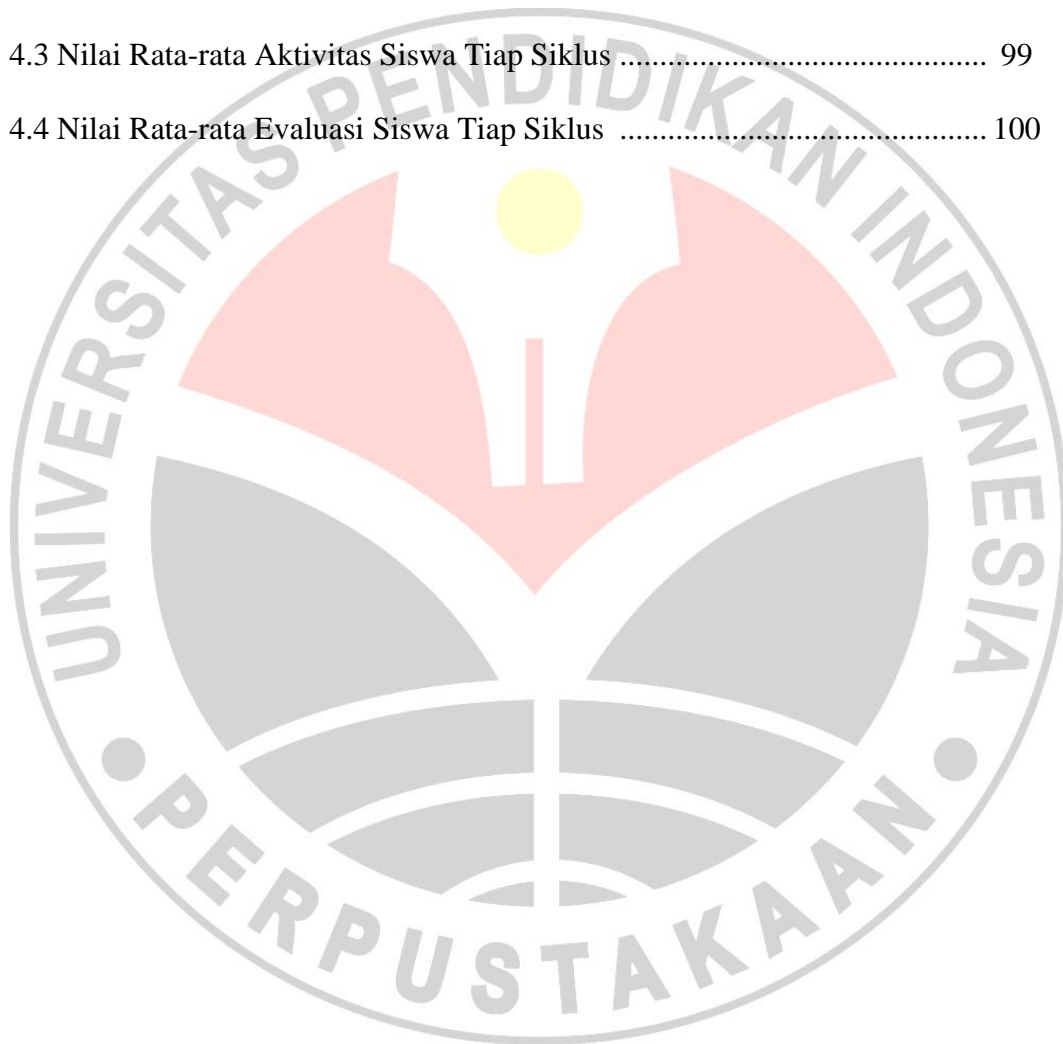 4.3 Nilai Rata-rata Aktivitas Siswa Tiap Siklus .............................................. 99
4.4 Nilai Rata-rata Evaluasi Siswa Tiap Siklus ............................................... 100
UNIVERSITAS PENDIDIKAN INDONESIA
PERPUSTAKAAN